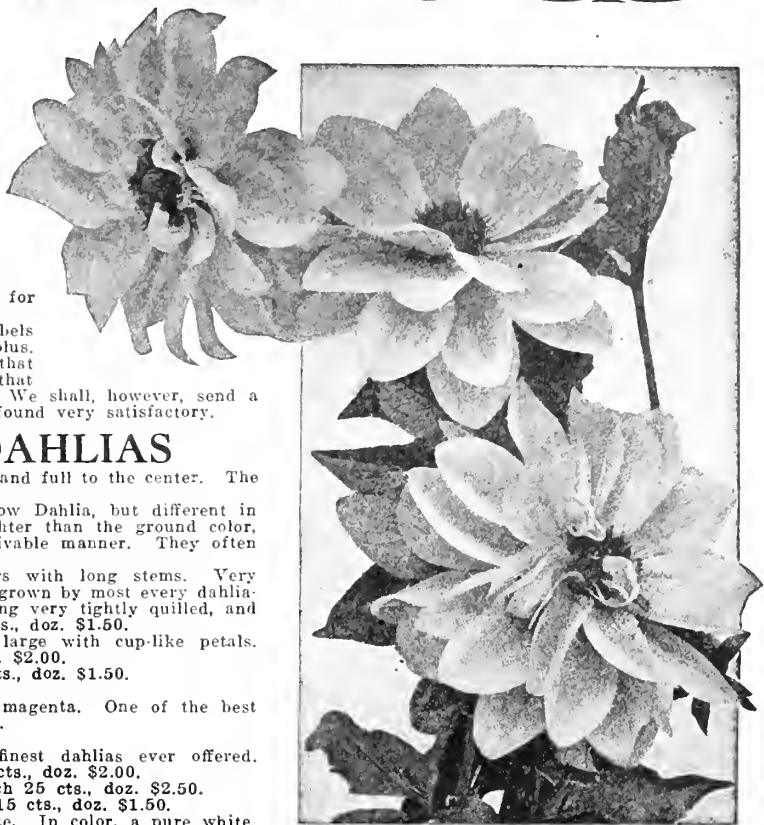 for
bels
plus.
that
that
We shall, however, send a
found very satisfactory.
DAHLIAS
and full to the center. The
ow Dahlia, but different in
hter than the ground color,
ivable manner. They often
s with long stems. Very
grown by most every dahlia-
ng very tightly quilled, and
s., doz. $1.50.
large with cup-like petals.
. $2.00.
ts., doz. $1.50.
magenta. One of the best
.
finest dahlias ever offered.
cts., doz. $2.00.
ch 25 cts., doz. $2.50.
15 cts., doz. $1.50.
e. In color, a pure white